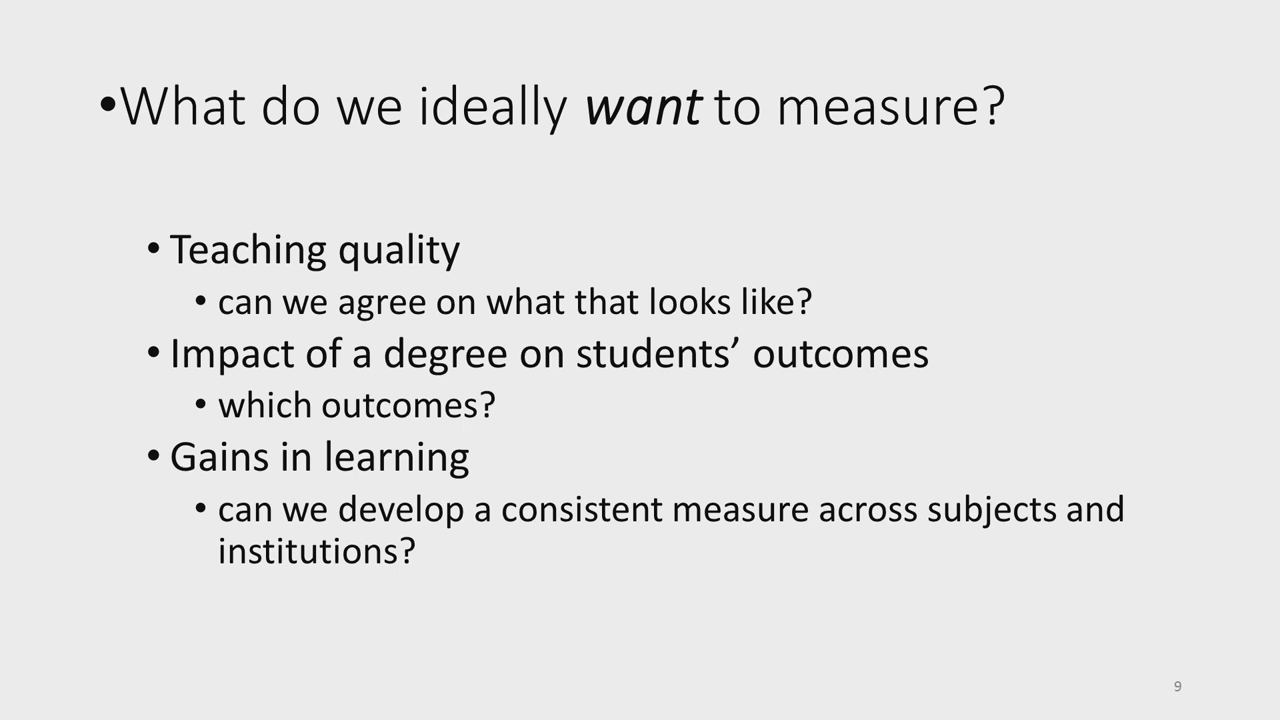 •What do we ideally want to measure?
• Teaching quality
• can we agree on what that looks like?
• Impact of a degree on students’ outcomes
• which outcomes?
• Gains in learning
• can we develop a consistent measure across subjects and
institutions?
9